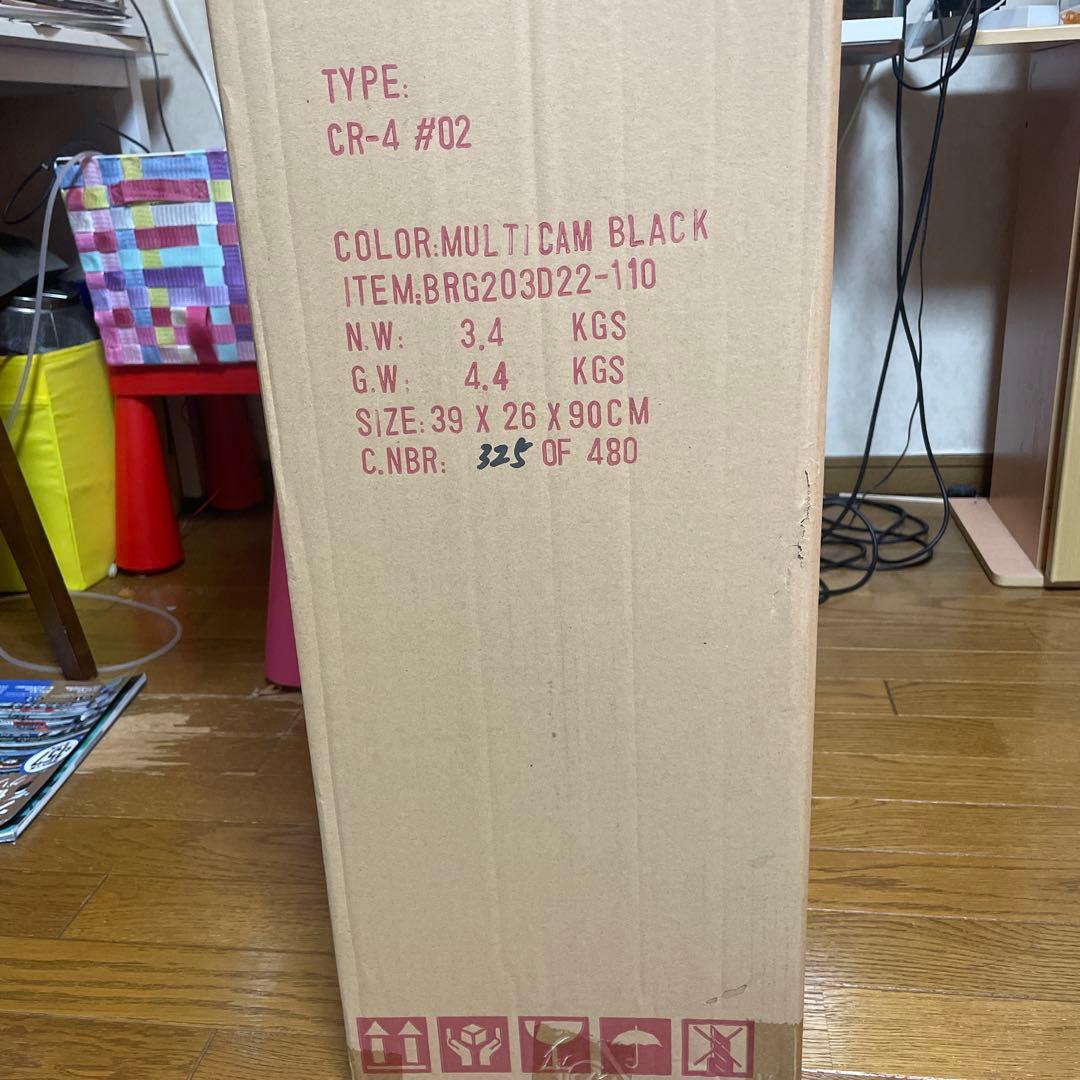 TYPE:
CR-4 #02
COLOR:MULTICAM BLACK
ITEM:BRG203D22-110
N.W: 3.4 KGS
G.W: 4.4 KGS
SIZE:39 X 26 X 90CM
C.NBR: 325 OF 480